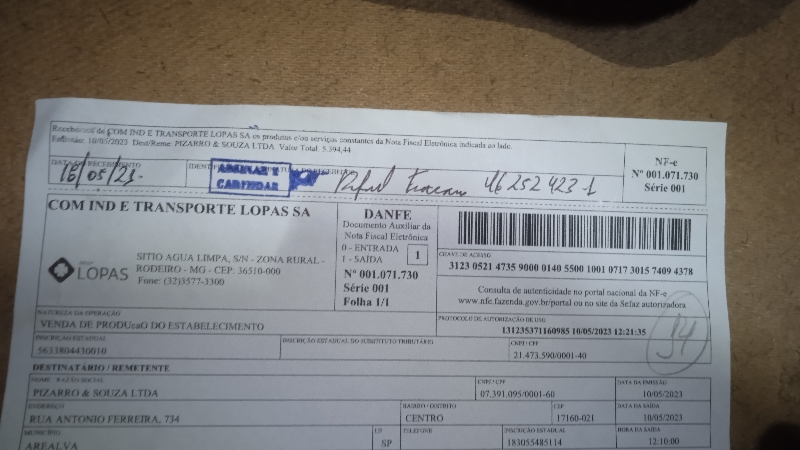 Recebemos de COM IND E TRANSPORTE LOPAS SA os produtos e/ou serviços constantes da Nota Fiscal Eletrônica indicada ao lado.
Emissão: 10/05/2023 Dest/Reme: PIZARRO & SOUZA LTDA Valor Total: 5.394,44
DATA DO RECEBIMENTO
16/05/23.
46 252 423-1
NF-e
Nº 001.071.730
Série 001
COM IND E TRANSPORTE LOPAS SA
LOPAS
SITIO AGUA LIMPA, S/N - ZONA RURAL -
RODEIRO - MG - CEP: 36510-000
Fone: (32)3577-3300
DANFE
Documento Auxiliar da
Nota Fiscal Eletrônica
0 - ENTRADA
1 - SAÍDA
1
Nº 001.071.730
Série 001
Folha 1/1
CHAVE DE ACESSO
3123 0521 4735 9000 0140 5500 1001 0717 3015 7409 4378
Consulta de autenticidade no portal nacional da NF-e
www.nfe.fazenda.gov.br/portal ou no site da Sefaz autorizadora
NATUREZA DA OPERAÇÃO
VENDA DE PRODUcaO DO ESTABELECIMENTO
PROTOCOLO DE AUTORIZAÇÃO DE USO
131235371160985 10/05/2023 12:21:35
INSCRIÇÃO ESTADUAL
5633804430010
INSCRIÇÃO ESTADUAL DO SUBSTITUTO TRIBUTÁRIO
CNPJ / CPF
21.473.590/0001-40
DESTINATÁRIO / REMETENTE
NOME / RAZÃO SOCIAL
PIZARRO & SOUZA LTDA
CNPJ / CPF
07.391.095/0001-60
DATA DA EMISSÃO
10/05/2023
ENDEREÇO
RUA ANTONIO FERREIRA, 734
BAIRRO / DISTRITO
CENTRO
CEP
17160-021
DATA DA SAÍDA
10/05/2023
MUNICÍPIO
AREALVA
UF
SP
TELEFONE
INSCRIÇÃO ESTADUAL
183055485114
HORA DA SAÍDA
12:10:00